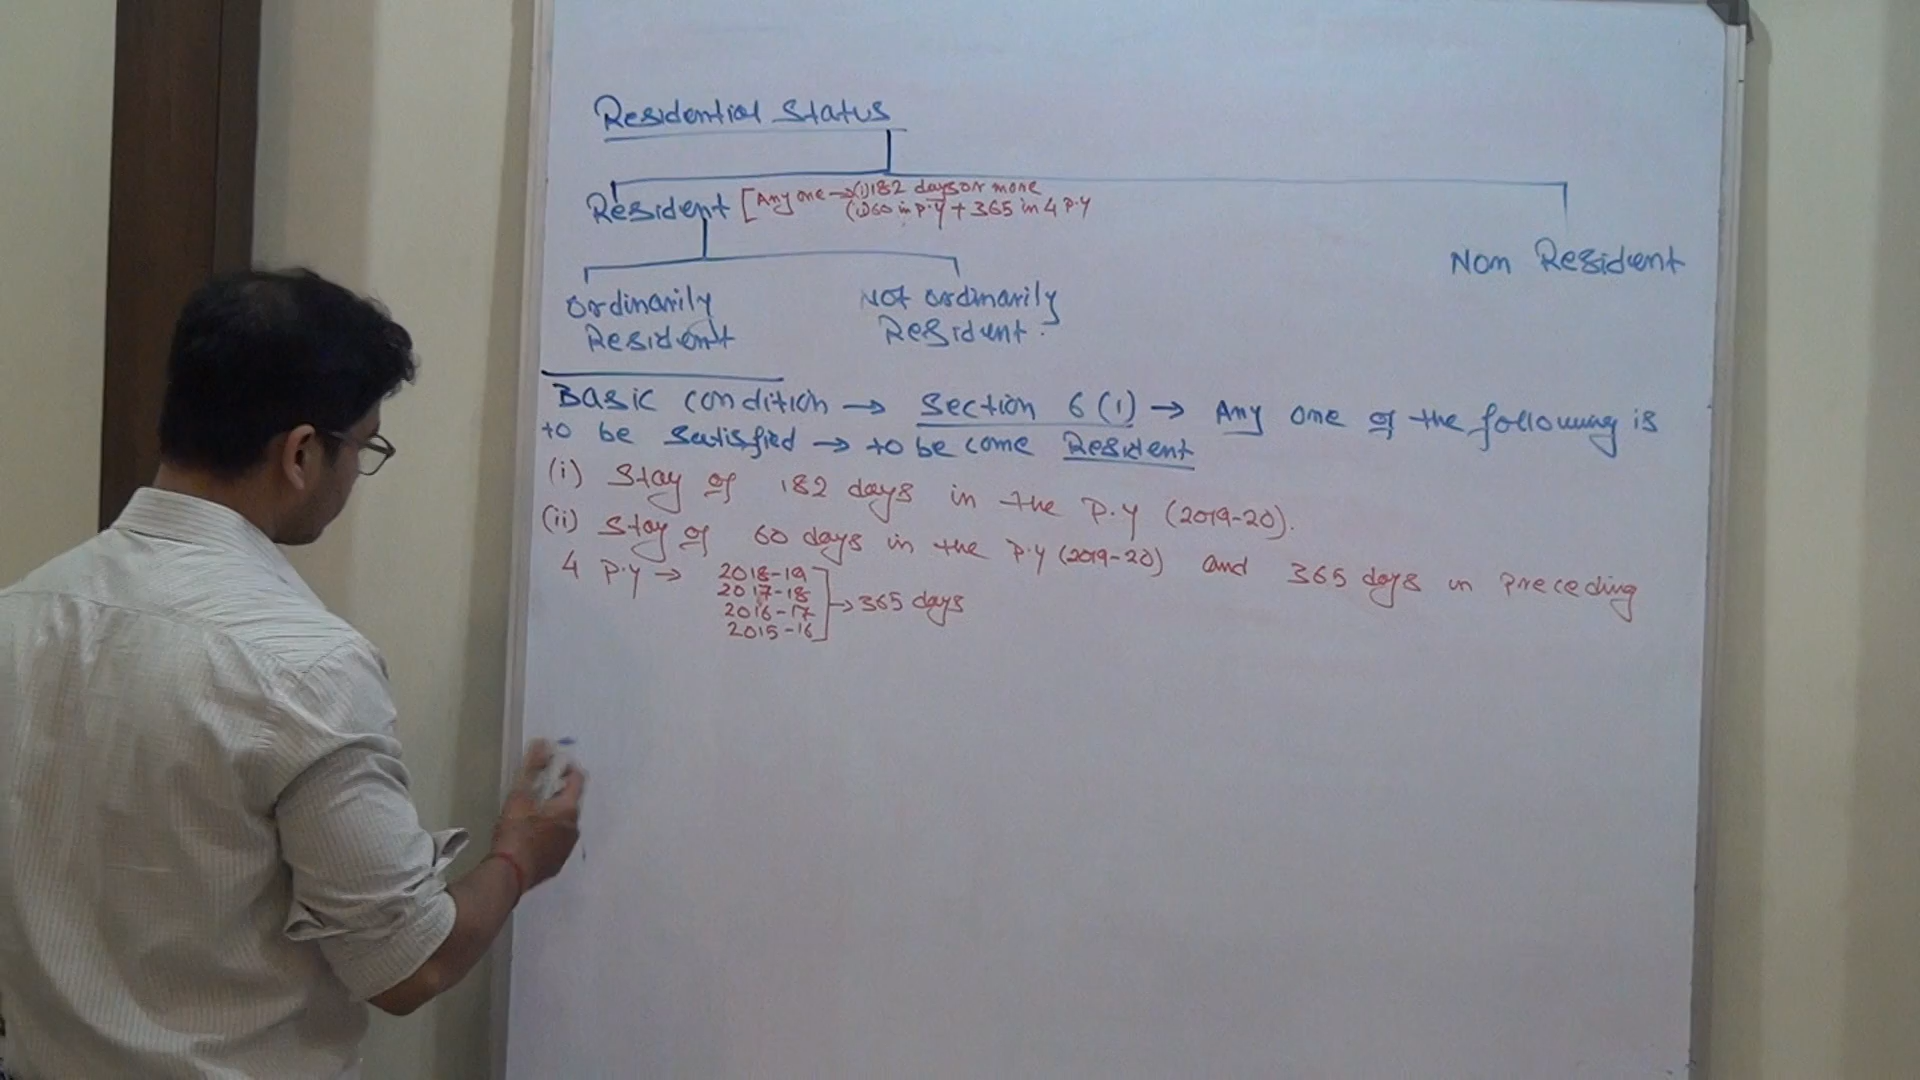 Residential Status
Resident [Any one → (i) 182 days or more
(ii) 60 in p.y + 365 in 4 p.y
Non Resident
Ordinarily Resident
Not ordinarily Resident.
Basic condition → Section 6(1) → Any one of the following is
to be satisfied → to be come Resident
(i) Stay of 182 days in the P.Y (2019-20).
(ii) Stay of 60 days in the P.Y (2019-20) and 365 days in preceding
4 P.Y → 2018-19
2017-18
2016-17
2015-16
→ 365 days